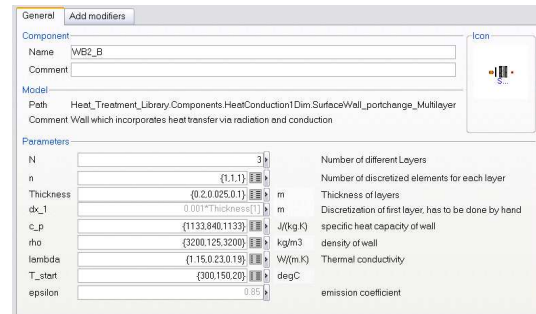 General Add modifiers
Component Icon
Name WB2_B
Comment
S...
Model
Path Heat_Treatment_Library.Components.HeatConduction1Dim.SurfaceWall_portchange_Multilayer
Comment Wall which incorporates heat transfer via radiation and conduction
Parameters
N 3 Number of different Layers
n {1,1,1} Number of discretized elements for each layer
Thickness {0.2,0.025,0.1} m Thickness of layers
dx_1 0.001*Thickness[1] m Discretization of first layer, has to be done by hand
c_p {1133,840,1133} J/(kg.K) specific heat capacity of wall
rho {3200,125,3200} kg/m3 density of wall
lambda {1.15,0.23,0.19} W/(m.K) Thermal conductivity
T_start {300,150,20} degC
epsilon 0.85 emission coefficient